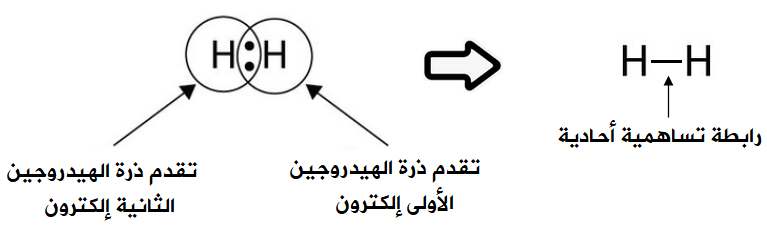 H:H
H–H
رابطة تساهمية أحادية
تقدم ذرة الهيدروجين
الأولى إلكترون
تقدم ذرة الهيدروجين
الثانية إلكترون